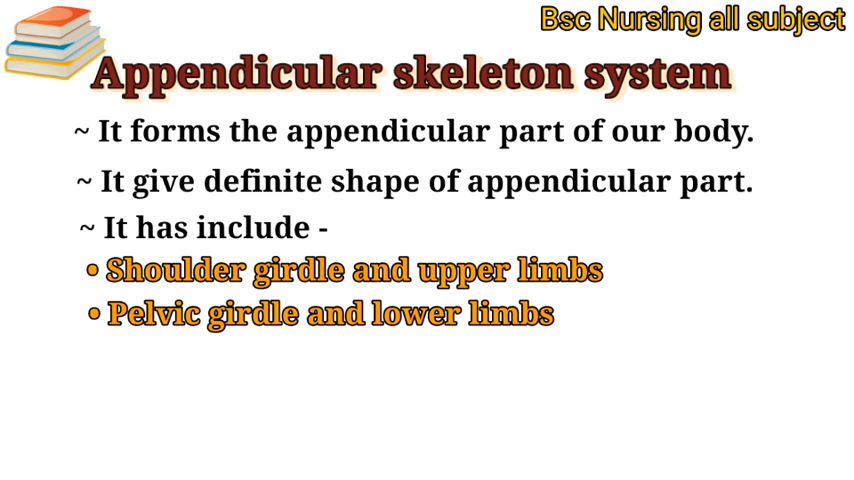 Bsc Nursing all subject
Appendicular skeleton system
~ It forms the appendicular part of our body.
~ It give definite shape of appendicular part.
~ It has include -
• Shoulder girdle and upper limbs
• Pelvic girdle and lower limbs